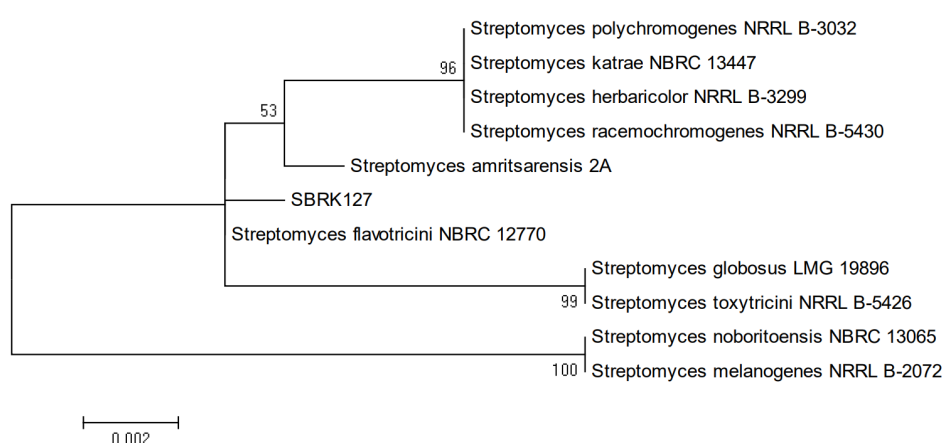 Streptomyces polychromogenes NRRL B-3032
96
Streptomyces katrae NBRC 13447
Streptomyces herbaricolor NRRL B-3299
53
Streptomyces racemochromogenes NRRL B-5430
Streptomyces amritsarensis 2A
SBRK127
Streptomyces flavotricini NBRC 12770
Streptomyces globosus LMG 19896
99
Streptomyces toxytricini NRRL B-5426
Streptomyces noboritoensis NBRC 13065
100
Streptomyces melanogenes NRRL B-2072
0.002